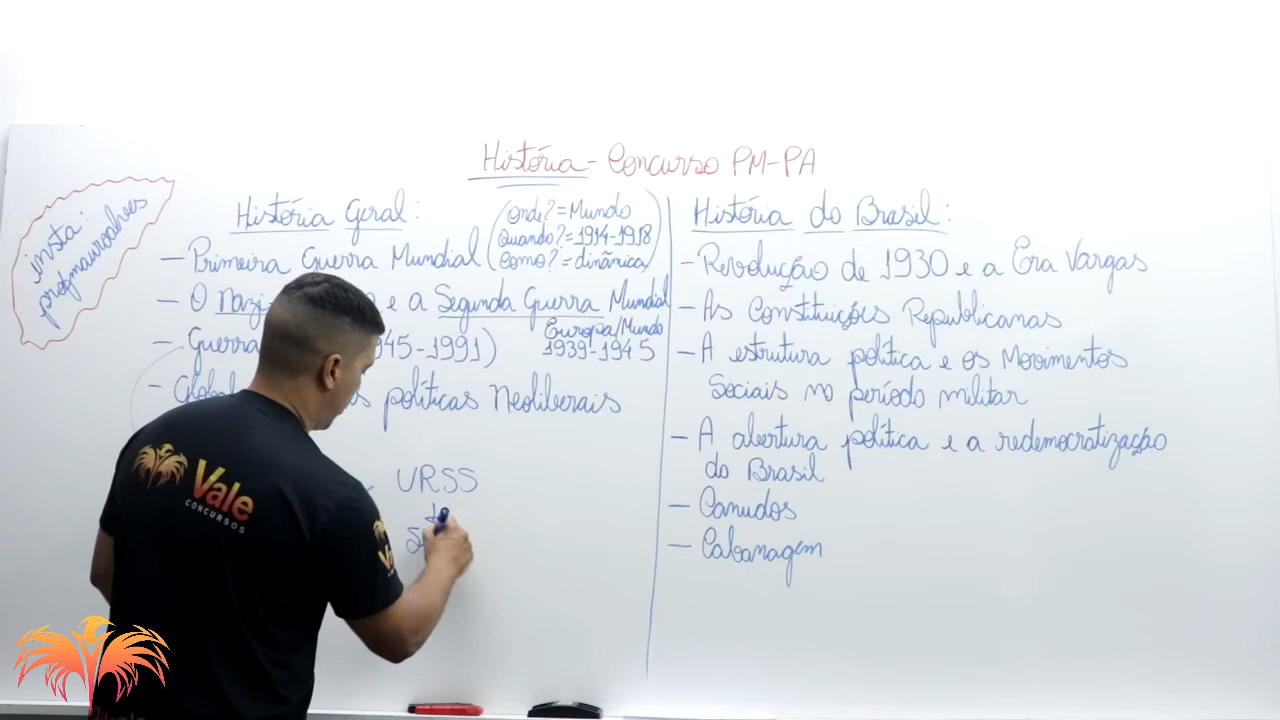 História - Concurso PM-PA
insta
profmauroalves
História Geral:
(Onde? = Mundo
Quando? = 1914-1918
Como? = dinâmica)
- Primeira Guerra Mundial
- O Nazi e a Segunda Guerra Mundial
Europa/Mundo
1939-1945
- Guerra 45-1991)
- Global s políticas Neoliberais
URSS
História do Brasil:
- Revolução de 1930 e a Era Vargas
- As Constituições Republicanas
- A estrutura política e os Movimentos
Sociais no período militar
- A abertura política e a redemocratização
do Brasil
- Canudos
- Cabanagem
Vale
CONCURSOS